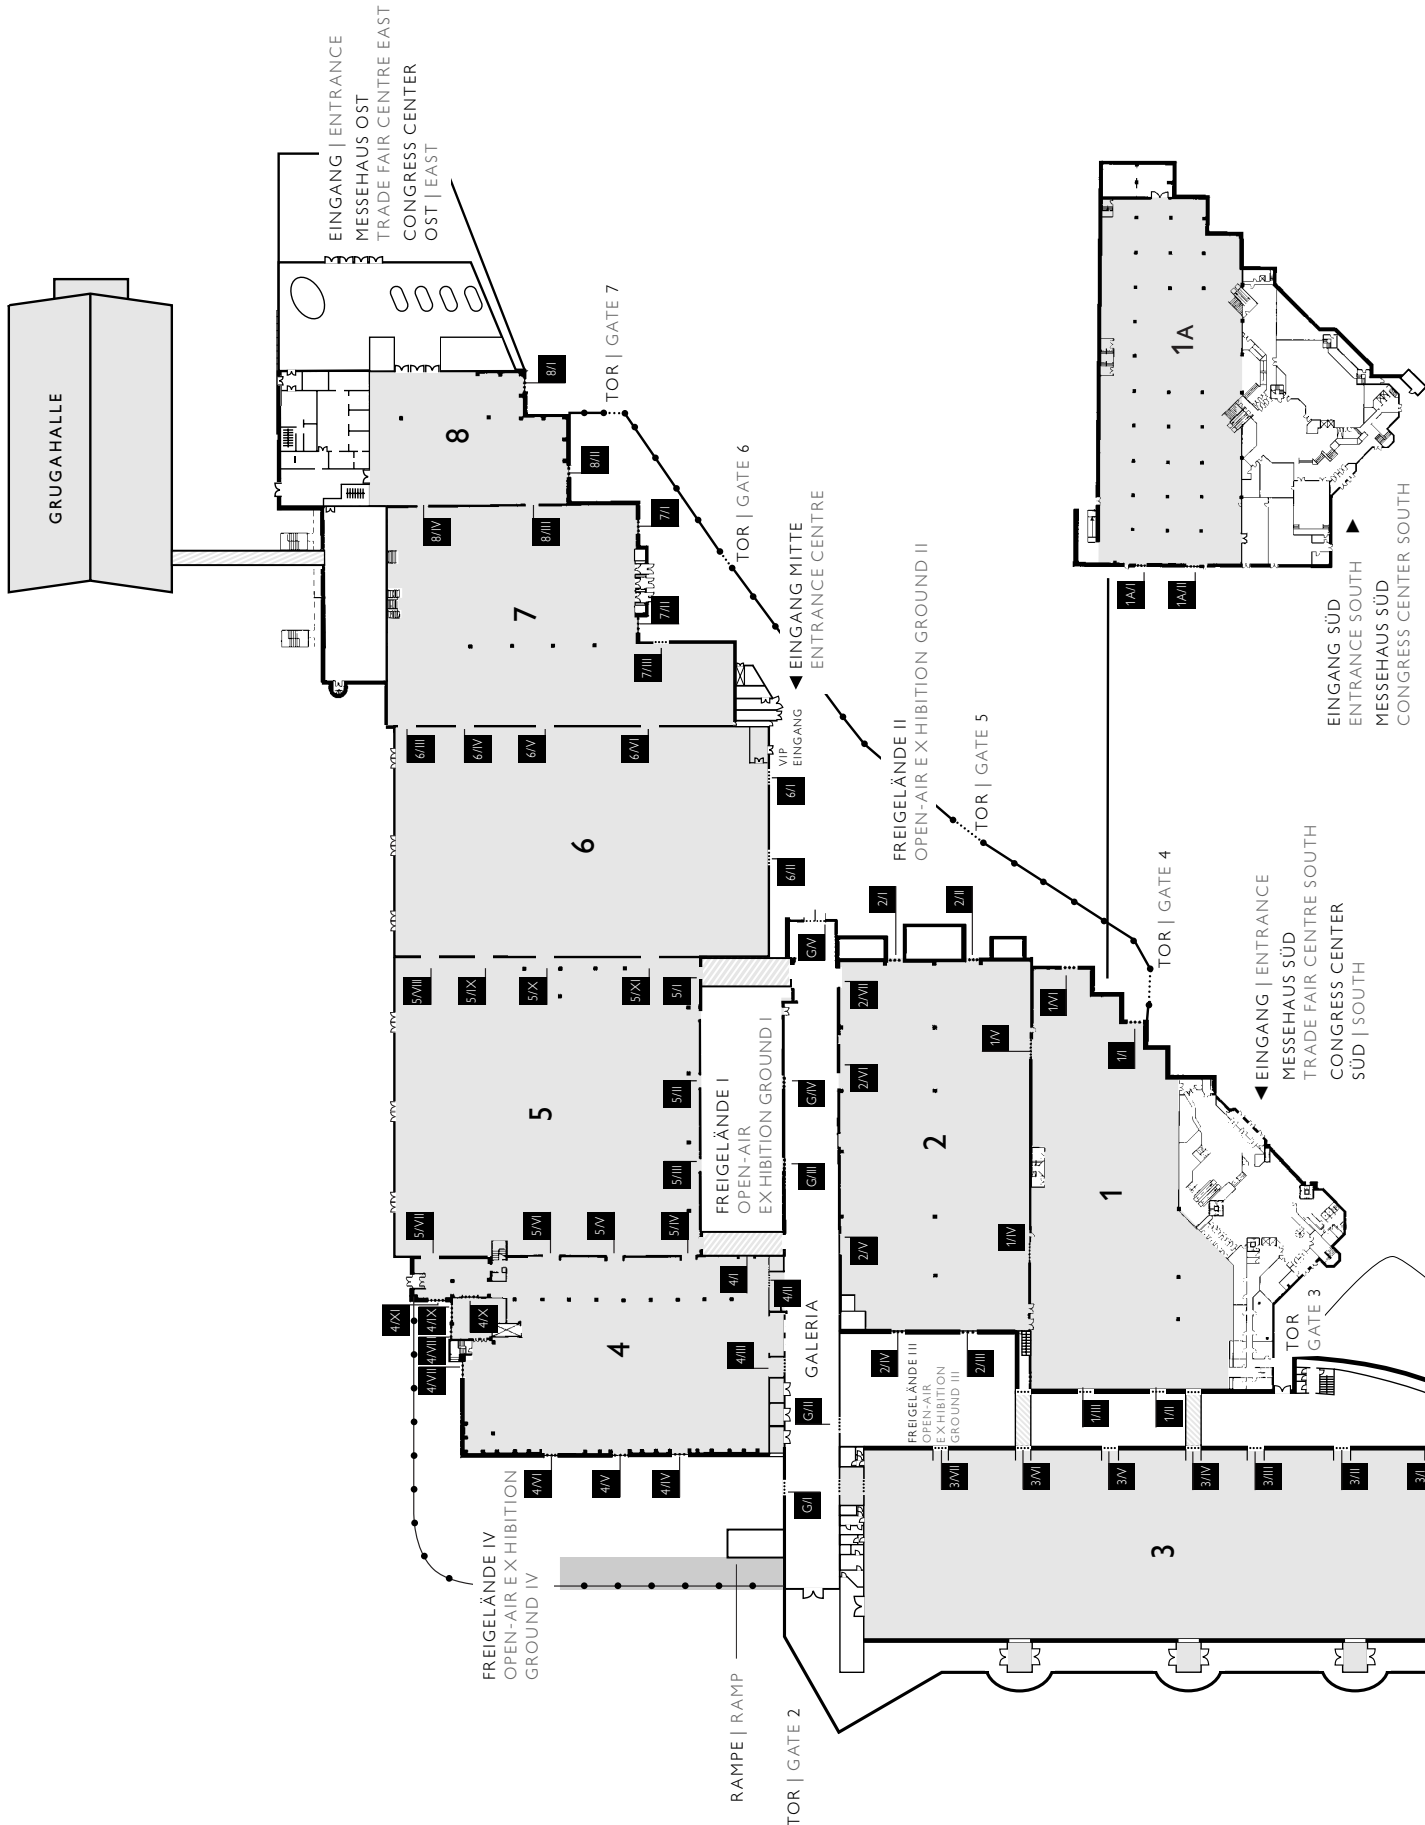 GRUGAHALLE
EINGANG | ENTRANCE
MESSEHAUS OST
TRADE FAIR CENTRE EAST
CONGRESS CENTER
OST | EAST
8
8/I
8/II
8/III
8/IV
TOR | GATE 7
7
7/I
7/II
7/III
TOR | GATE 6
EINGANG MITTE
ENTRANCE CENTRE
VIP
EINGANG
6
6/III
6/IV
6/V
6/VI
6/I
6/II
FREIGELÄNDE II
OPEN-AIR EXHIBITION GROUND II
TOR | GATE 5
TOR | GATE 4
1A
1A/I
1A/II
EINGANG SÜD
ENTRANCE SOUTH
MESSEHAUS SÜD
CONGRESS CENTER SOUTH
EINGANG | ENTRANCE
MESSEHAUS SÜD
TRADE FAIR CENTRE SOUTH
CONGRESS CENTER
SÜD | SOUTH
5
5/VIII
5/IX
5/X
5/XI
5/I
5/II
5/III
5/IV
5/V
5/VI
5/VII
FREIGELÄNDE I
OPEN-AIR
EXHIBITION GROUND I
G/V
G/IV
G/III
G/II
G/I
GALERIA
2
2/I
2/II
2/VII
2/VI
2/V
2/IV
2/III
1
1/VI
1/V
1/I
1/IV
1/III
1/II
4
4/I
4/II
4/III
4/IV
4/V
4/VI
4/VII
4/VIII
4/IX
4/X
4/XI
FREIGELÄNDE III
OPEN-AIR
EXHIBITION
GROUND III
TOR
GATE 3
3
3/VII
3/VI
3/V
3/IV
3/III
3/II
3/I
FREIGELÄNDE IV
OPEN-AIR EXHIBITION
GROUND IV
RAMPE | RAMP
TOR | GATE 2